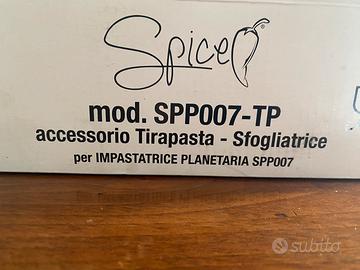 Spice
mod. SPP007-TP
accessorio Tirapasta - Sfogliatrice
per IMPASTATRICE PLANETARIA SPP007
subito